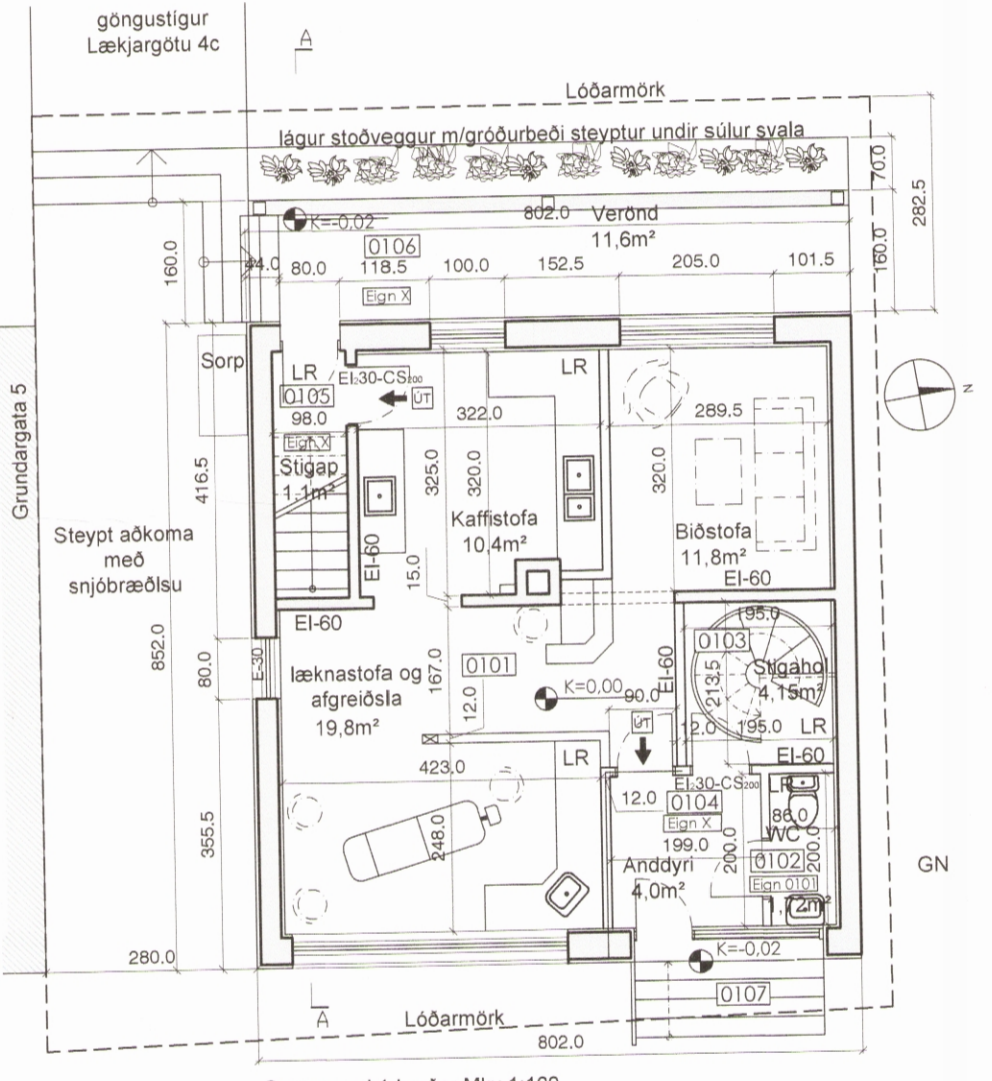 göngustígur
Lækjargötu 4c
A
Lóðarmörk
lágur stoðveggur m/gróðurbeði steyptur undir súlur svala
70.0
282.5
K=-0,02
802.0
Verönd
11,6m²
0106
160.0
44.0
80.0
118.5
100.0
152.5
205.0
101.5
160.0
Eign X
Sorp
LR
EI₂30-CS₂₀₀
LR
0105
ÚT
98.0
322.0
289.5
N
Eign X
Stigap
1.1m²
Grundargata 5
416.5
325.0
320.0
320.0
Kaffistofa
10,4m²
Biðstofa
11,8m²
Steypt aðkoma
með
snjóbræðlsu
EI-60
15.0
EI-60
EI-60
195.0
0103
852.0
80.0
E-30
læknastofa og
afgreiðsla
19,8m²
167.0
0101
K=0,00
EI-60
213.5
Stigahol
4,15m²
12.0
90.0
ÚT
12.0
195.0
LR
EI-60
LR
423.0
EI₂30-CS₂₀₀
LR
12.0
0104
86.0
Eign X
WC
199.0
355.5
248.0
200.0
0102
200.0
Anddyri
4,0m²
Eign 0101
1,72m²
GN
280.0
K=-0,02
0107
A
Lóðarmörk
802.0